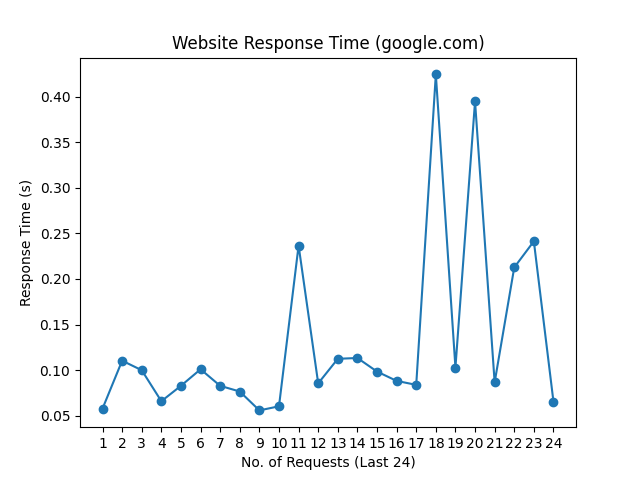 Website Response Time (google.com)
0.40
0.35
0.30
0.25
0.20
0.15
0.10
0.05
Response Time (s)
1 2 3 4 5 6 7 8 9 10 11 12 13 14 15 16 17 18 19 20 21 22 23 24
No. of Requests (Last 24)